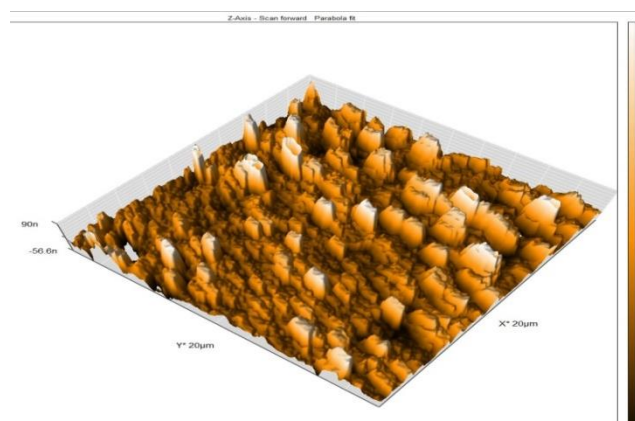 Z-Axis - Scan forward Parabola fit
90n
-56.6n
X* 20µm
Y* 20µm